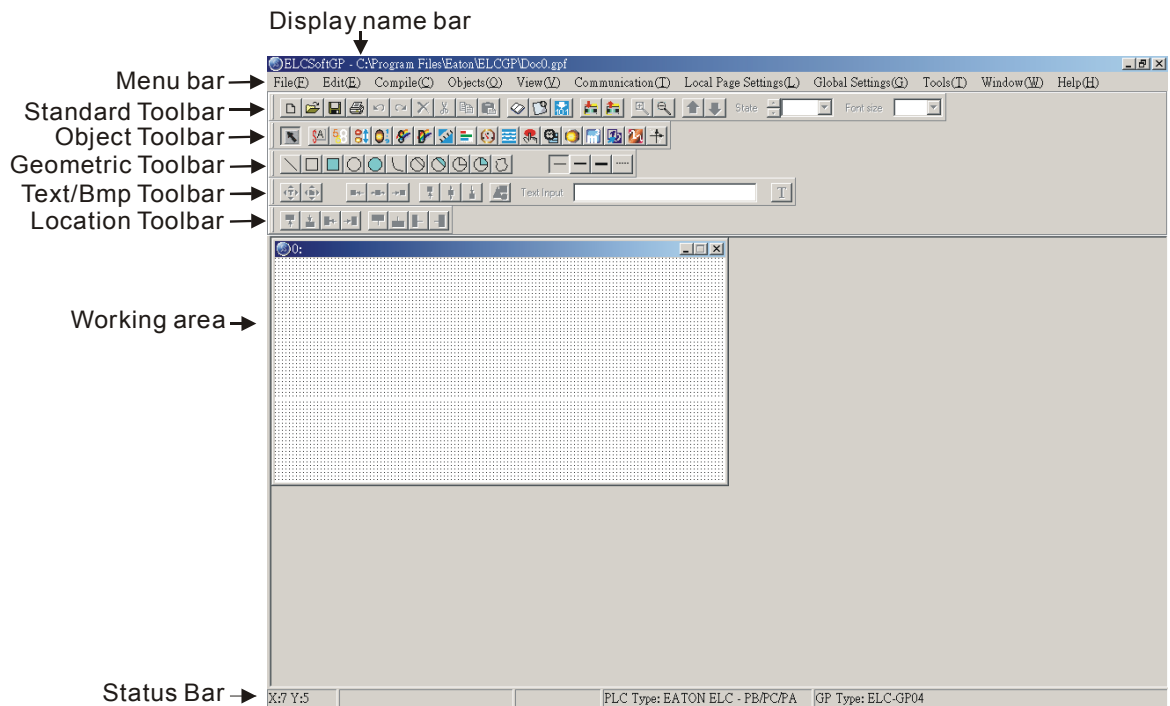 Display name bar
ELCSoftGP - C:\Program Files\Eaton\ELCGP\Doc0.gpf
Menu bar
File(F) Edit(E) Compile(C) Objects(O) View(V) Communication(T) Local Page Settings(L) Global Settings(G) Tools(T) Window(W) Help(H)
Standard Toolbar
State Font size
Object Toolbar
Geometric Toolbar
Text/Bmp Toolbar
Text Input T
Location Toolbar
0:
Working area
Status Bar
X:7 Y:5 PLC Type: EATON ELC - PB/PC/PA GP Type: ELC-GP04